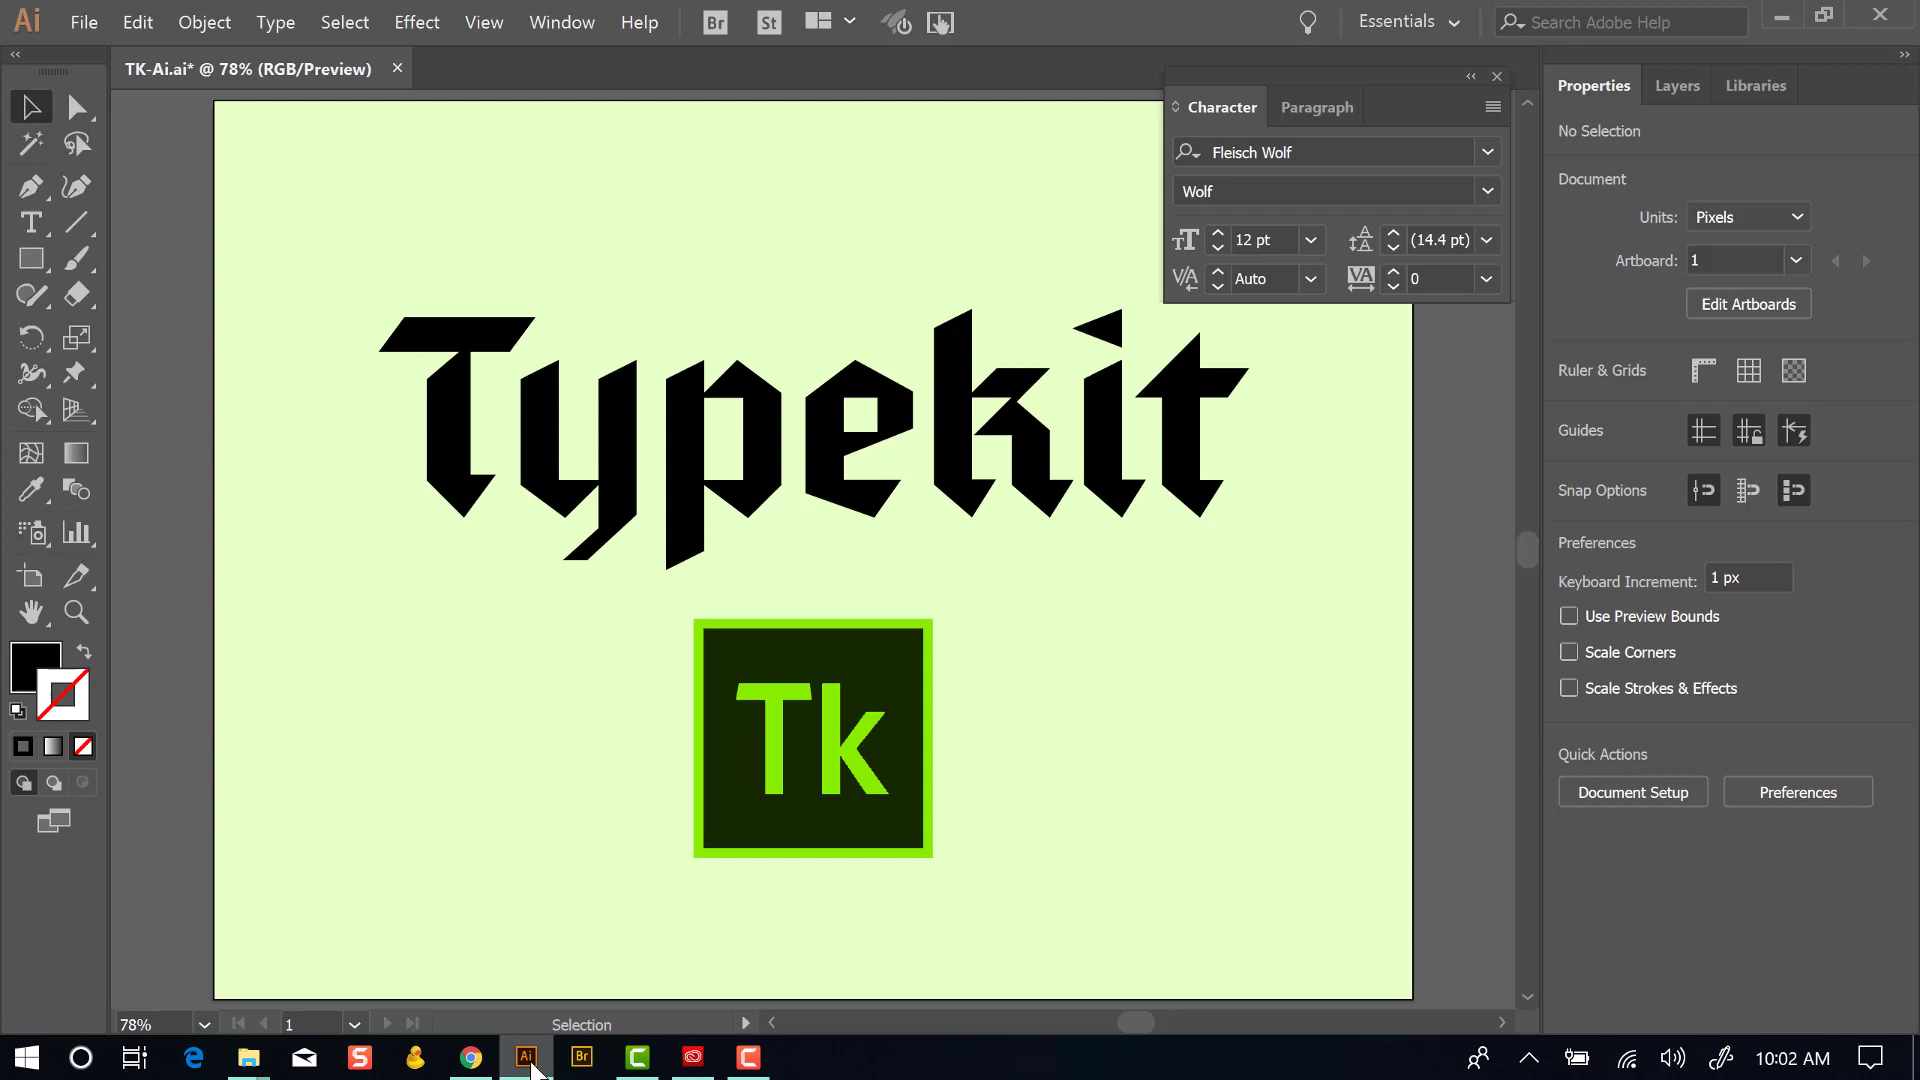 Ai File Edit Object Type Select Effect View Window Help Br St Essentials Search Adobe Help
TK-Ai.ai* @ 78% (RGB/Preview)
Character Paragraph
Fleisch Wolf
Wolf
12 pt (14.4 pt)
Auto 0
Properties Layers Libraries
No Selection
Document
Units: Pixels
Artboard: 1
Edit Artboards
Ruler & Grids
Guides
Snap Options
Preferences
Keyboard Increment: 1 px
Use Preview Bounds
Scale Corners
Scale Strokes & Effects
Quick Actions
Document Setup Preferences
Typekit
Tk
78% 1 Selection
Ai Br
10:02 AM